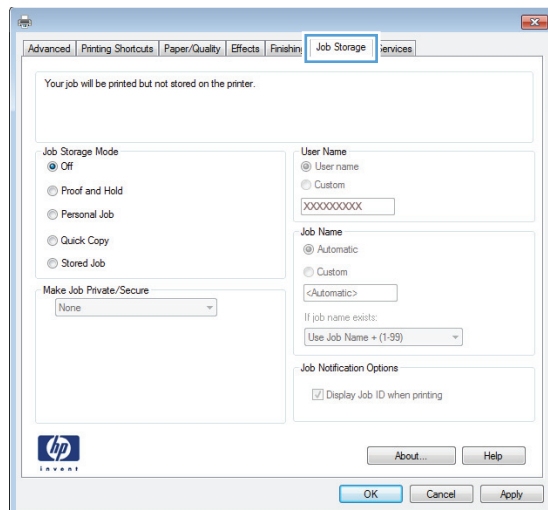 Advanced Printing Shortcuts Paper/Quality Effects Finishing Job Storage Services
Your job will be printed but not stored on the printer.
Job Storage Mode
Off
Proof and Hold
Personal Job
Quick Copy
Stored Job
Make Job Private/Secure
None
User Name
User name
Custom
XXXXXXXXX
Job Name
Automatic
Custom
<Automatic>
If job name exists:
Use Job Name + (1-99)
Job Notification Options
Display Job ID when printing
hp
invent
About... Help
OK Cancel Apply